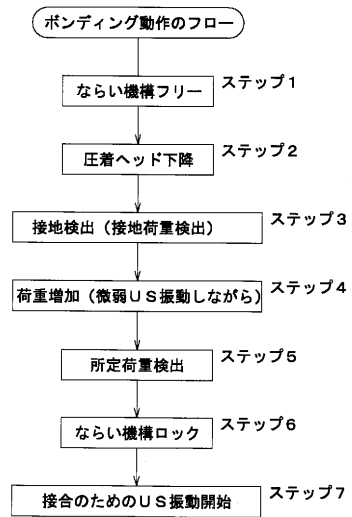 ボンディング動作のフロー
ならい機構フリー
ステップ1
圧着ヘッド下降
ステップ2
接地検出（接地荷量検出）
ステップ3
荷重増加（微弱US振動しながら）
ステップ4
所定荷量検出
ステップ5
ならい機構ロック
ステップ6
接合のためのUS振動開始
ステップ7